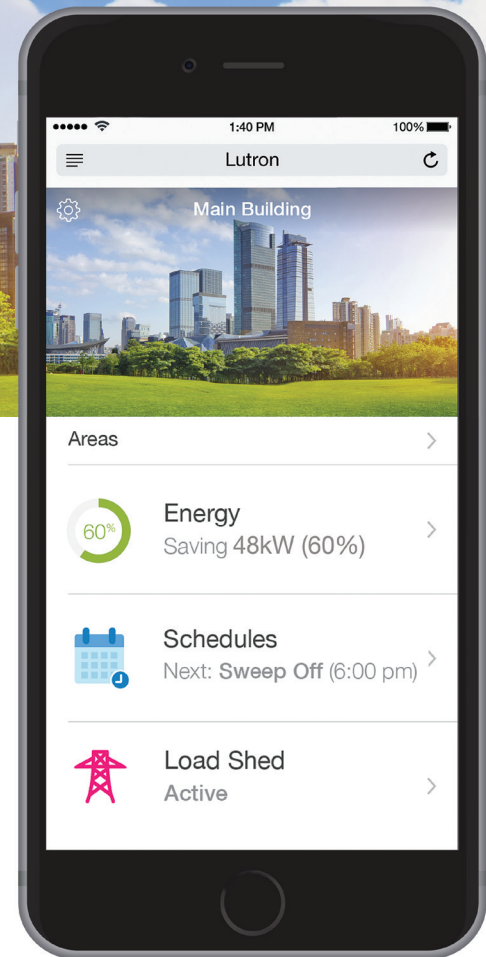 1:40 PM
100%
Lutron
Main Building
Areas
60%
Energy
Saving 48kW (60%)
Schedules
Next: Sweep Off (6:00 pm)
Load Shed
Active